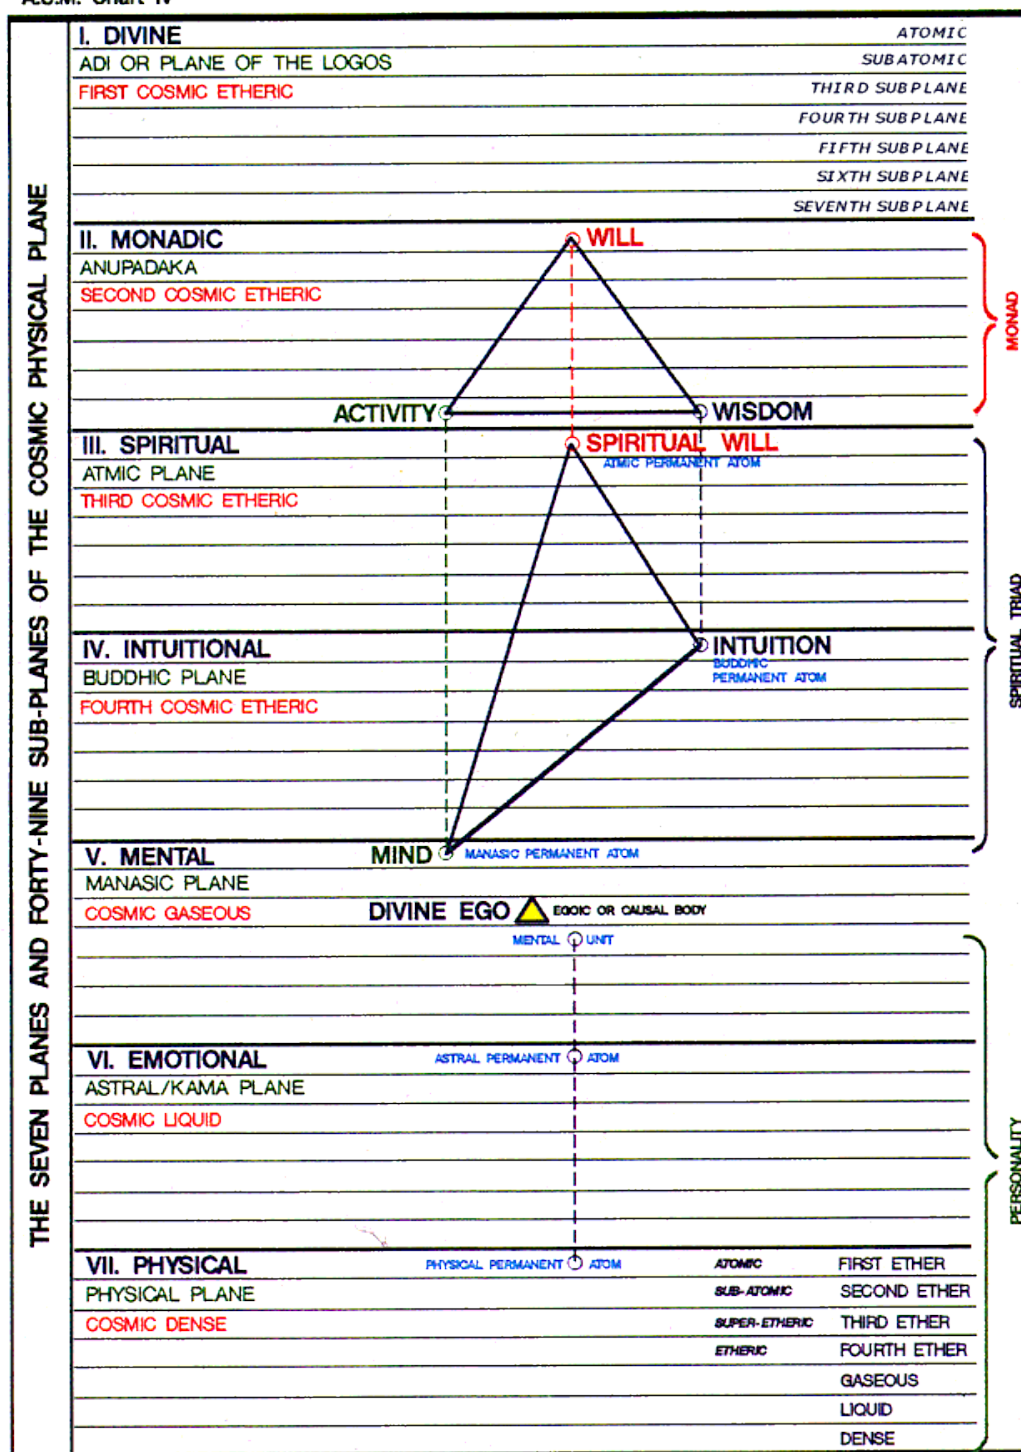 A.U.M. Chart IV
THE SEVEN PLANES AND FORTY-NINE SUB-PLANES OF THE COSMIC PHYSICAL PLANE
I. DIVINE
ATOMIC
ADI OR PLANE OF THE LOGOS
SUBATOMIC
FIRST COSMIC ETHERIC
THIRD SUBPLANE
FOURTH SUBPLANE
FIFTH SUBPLANE
SIXTH SUBPLANE
SEVENTH SUBPLANE
II. MONADIC
WILL
ANUPADAKA
SECOND COSMIC ETHERIC
MONAD
ACTIVITY
WISDOM
III. SPIRITUAL
SPIRITUAL WILL
ATMIC PERMANENT ATOM
ATMIC PLANE
THIRD COSMIC ETHERIC
SPIRITUAL TRIAD
IV. INTUITIONAL
INTUITION
BUDDHIC
PERMANENT ATOM
BUDDHIC PLANE
FOURTH COSMIC ETHERIC
V. MENTAL
MIND
MANASIC PERMANENT ATOM
MANASIC PLANE
COSMIC GASEOUS
DIVINE EGO
EGOIC OR CAUSAL BODY
MENTAL UNIT
VI. EMOTIONAL
ASTRAL PERMANENT ATOM
ASTRAL/KAMA PLANE
COSMIC LIQUID
PERSONALITY
VII. PHYSICAL
PHYSICAL PERMANENT ATOM
ATOMIC FIRST ETHER
PHYSICAL PLANE
SUB-ATOMIC SECOND ETHER
COSMIC DENSE
SUPER-ETHERIC THIRD ETHER
ETHERIC FOURTH ETHER
GASEOUS
LIQUID
DENSE